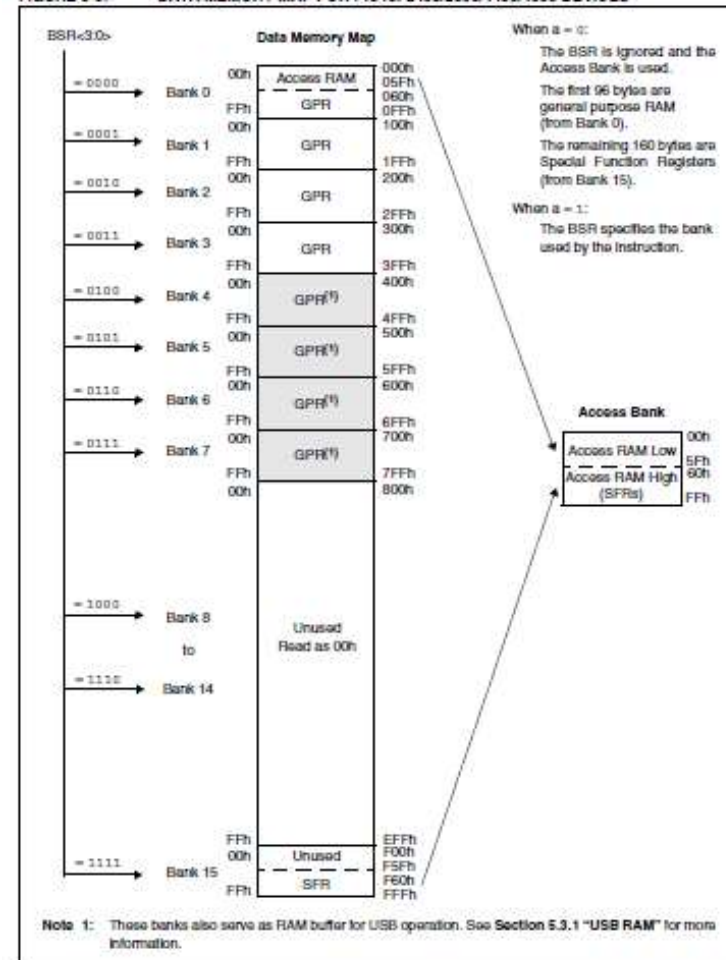 BSR<3:0>
Data Memory Map
= 0000
Bank 0
00h
Access RAM
000h
05Fh
060h
FFh
GPR
0FFh
= 0001
Bank 1
00h
GPR
100h
FFh
1FFh
= 0010
Bank 2
00h
GPR
200h
FFh
2FFh
= 0011
Bank 3
00h
GPR
300h
FFh
3FFh
= 0100
Bank 4
00h
GPR(1)
400h
FFh
4FFh
= 0101
Bank 5
00h
GPR(1)
500h
FFh
5FFh
= 0110
Bank 6
00h
GPR(1)
600h
FFh
6FFh
= 0111
Bank 7
00h
GPR(1)
700h
FFh
7FFh
00h
800h
= 1000
Bank 8
to
= 1110
Bank 14
Unused
Read as 00h
FFh
EFFh
= 1111
Bank 15
00h
Unused
F00h
F5Fh
F60h
FFh
SFR
FFFh
When a = 0:
The BSR is ignored and the
Access Bank is used.
The first 96 bytes are
general purpose RAM
(from Bank 0).
The remaining 160 bytes are
Special Function Registers
(from Bank 15).
When a = 1:
The BSR specifies the bank
used by the instruction.
Access Bank
Access RAM Low
00h
5Fh
Access RAM High
(SFRs)
60h
FFh
Note 1: These banks also serve as RAM buffer for USB operation. See Section 5.3.1 "USB RAM" for more
information.